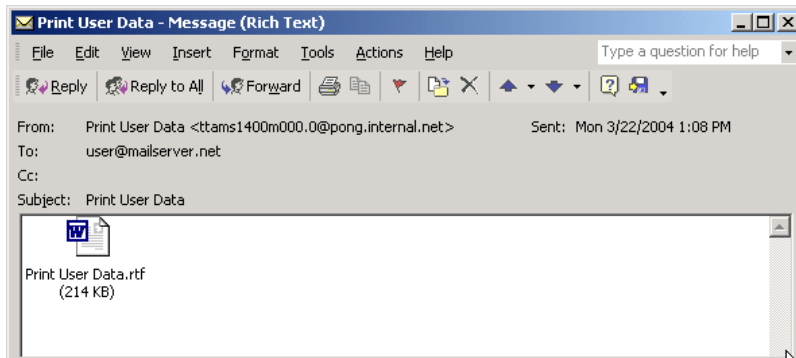 Print User Data - Message (Rich Text)
File Edit View Insert Format Tools Actions Help Type a question for help
Reply Reply to All Forward
From: Print User Data <ttams1400m000.0@pong.internal.net> Sent: Mon 3/22/2004 1:08 PM
To: user@mailserver.net
Cc:
Subject: Print User Data
Print User Data.rtf
(214 KB)